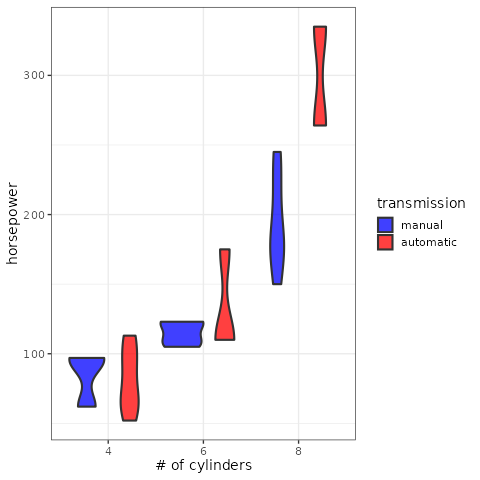 300
200
100
horsepower
4
6
8
# of cylinders
transmission
manual
automatic